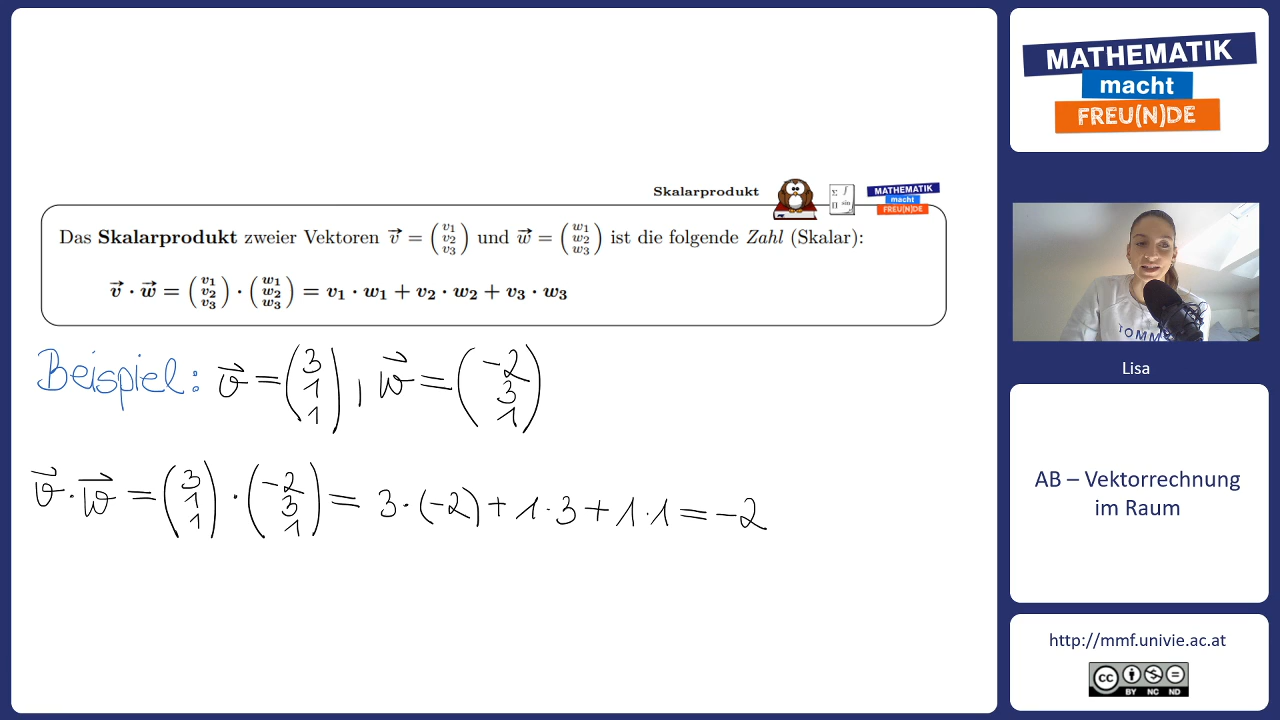 Skalarprodukt
Σ ∫
Π sin
MATHEMATIK
macht
FREU(N)DE
Das Skalarprodukt zweier Vektoren v⃗ = (v₁ v₂ v₃) und w⃗ = (w₁ w₂ w₃) ist die folgende Zahl (Skalar):
v⃗ · w⃗ = (v₁ v₂ v₃) · (w₁ w₂ w₃) = v₁ · w₁ + v₂ · w₂ + v₃ · w₃
Beispiel: v⃗ = (3 1 1), w⃗ = (-2 3 1)
v⃗ · w⃗ = (3 1 1) · (-2 3 1) = 3 · (-2) + 1 · 3 + 1 · 1 = -2
MATHEMATIK
macht
FREU(N)DE
TOMM
Lisa
AB – Vektorrechnung
im Raum
http://mmf.univie.ac.at
cc
BY NC ND